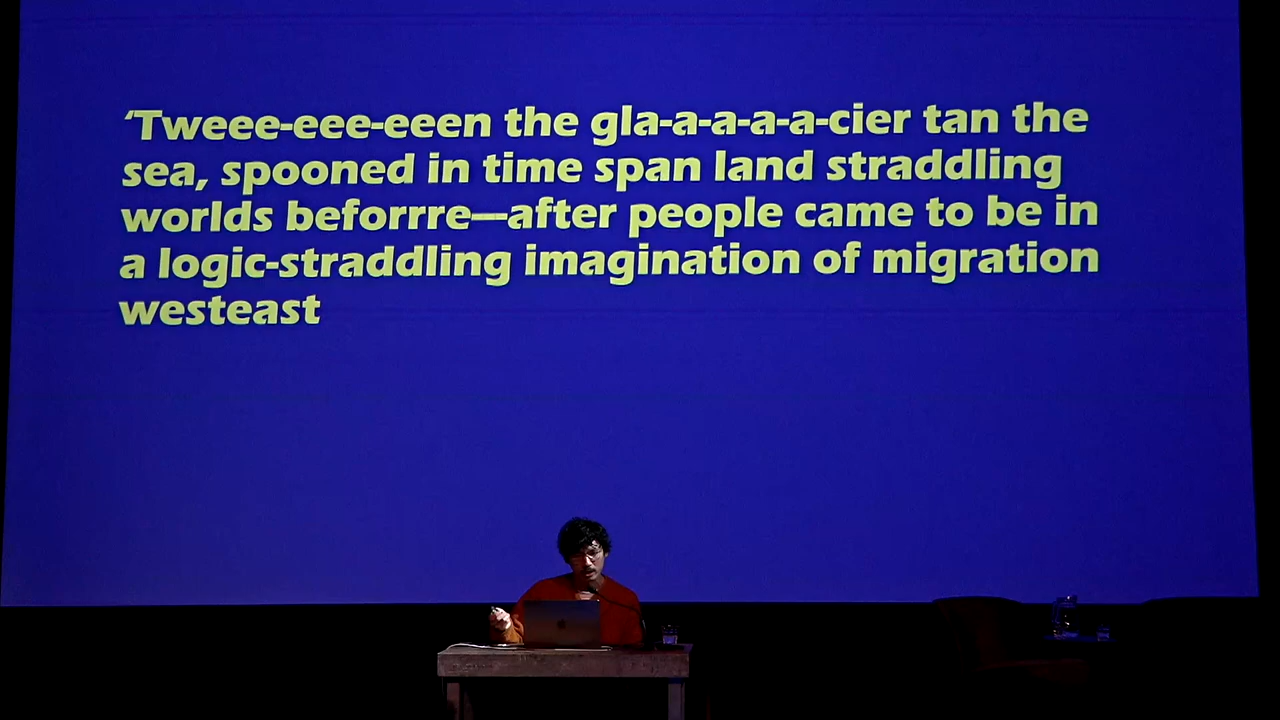 ‘Tweee-eee-eeen the gla-a-a-a-a-cier tan the
sea, spooned in time span land straddling
worlds beforrre—after people came to be in
a logic-straddling imagination of migration
westeast